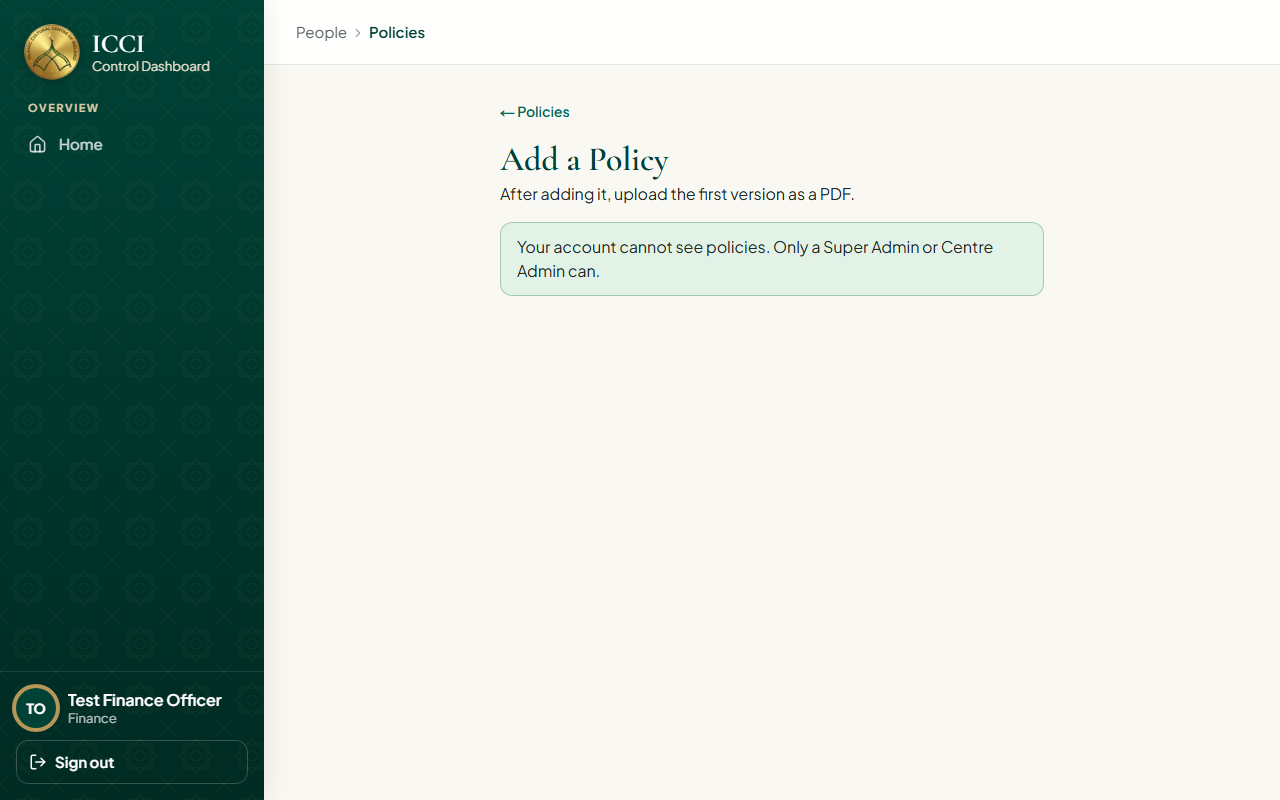 ICCI
Control Dashboard
OVERVIEW
Home
Test Finance Officer
TO
Finance
Sign out
People › Policies
← Policies
Add a Policy
After adding it, upload the first version as a PDF.
Your account cannot see policies. Only a Super Admin or Centre
Admin can.